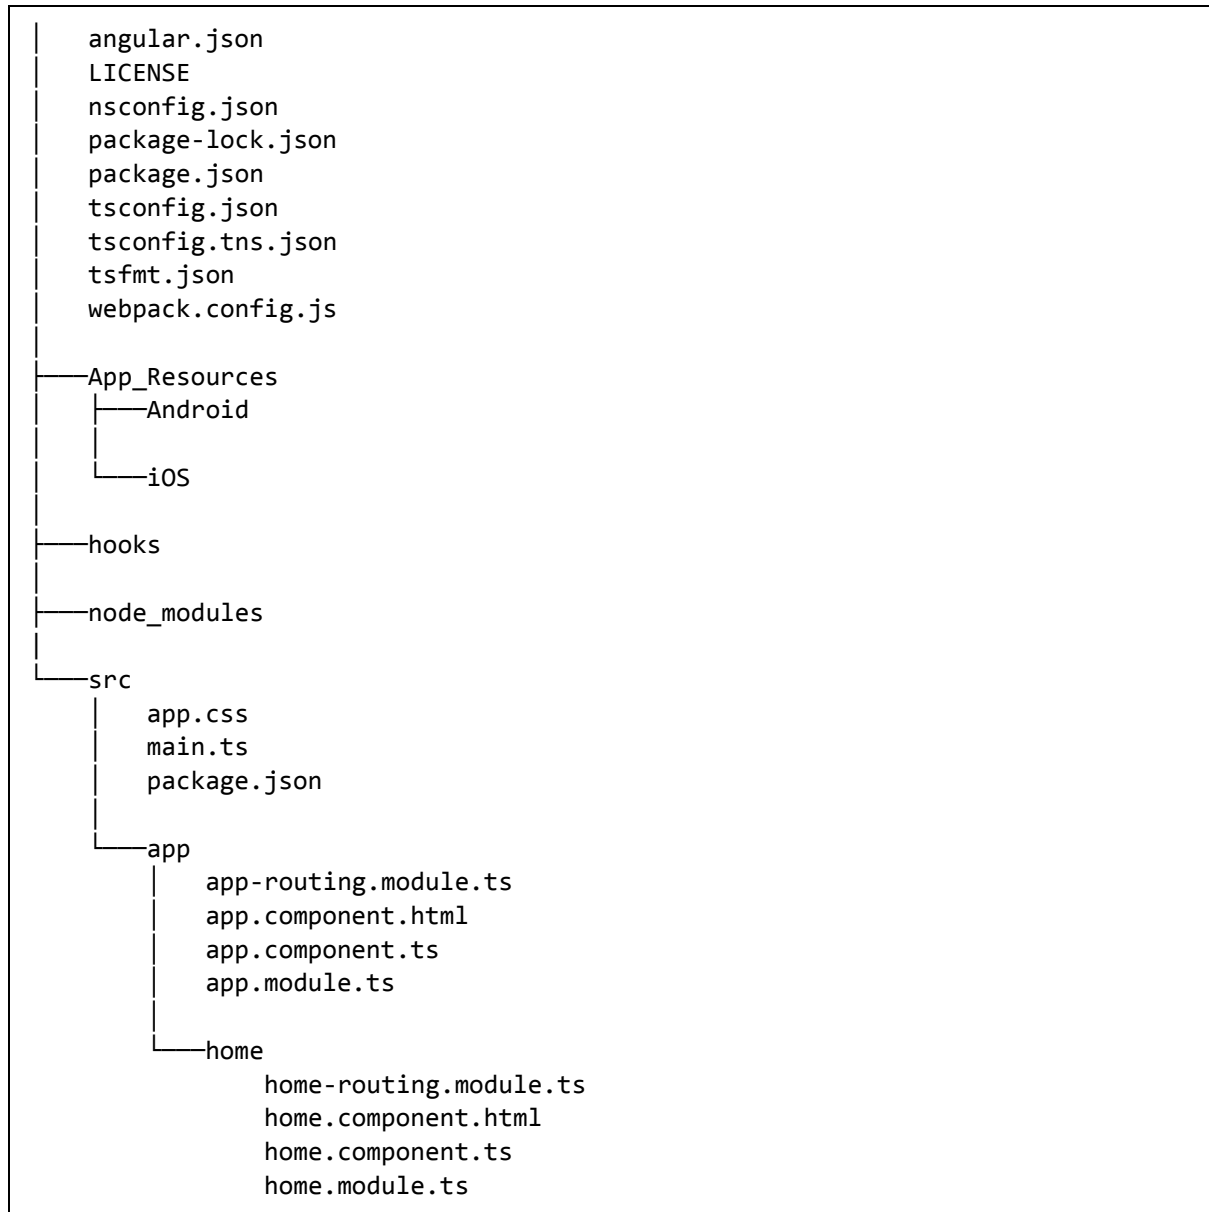 angular.json
LICENSE
nsconfig.json
package-lock.json
package.json
tsconfig.json
tsconfig.tns.json
tsfmt.json
webpack.config.js
App_Resources
Android
iOS
hooks
node_modules
src
app.css
main.ts
package.json
app
app-routing.module.ts
app.component.html
app.component.ts
app.module.ts
home
home-routing.module.ts
home.component.html
home.component.ts
home.module.ts